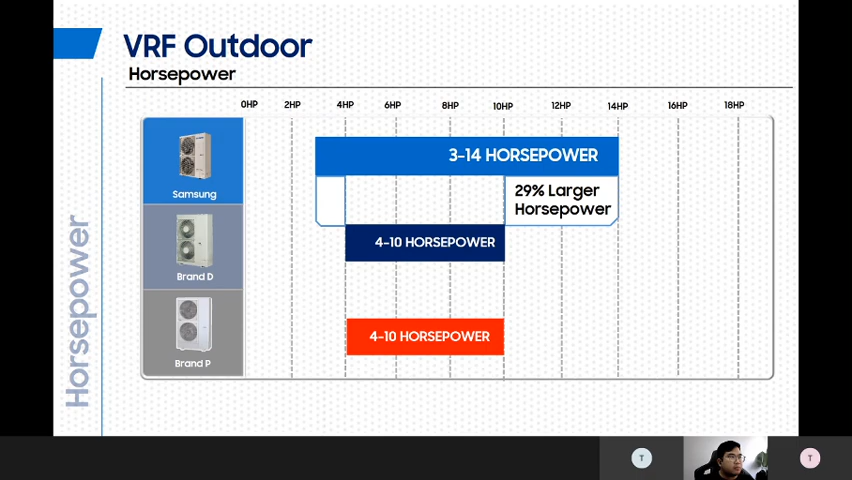 VRF Outdoor
Horsepower
0HP 2HP 4HP 6HP 8HP 10HP 12HP 14HP 16HP 18HP
3-14 HORSEPOWER
Samsung
29% Larger
Horsepower
4-10 HORSEPOWER
Brand D
4-10 HORSEPOWER
Brand P
Horsepower
T
T